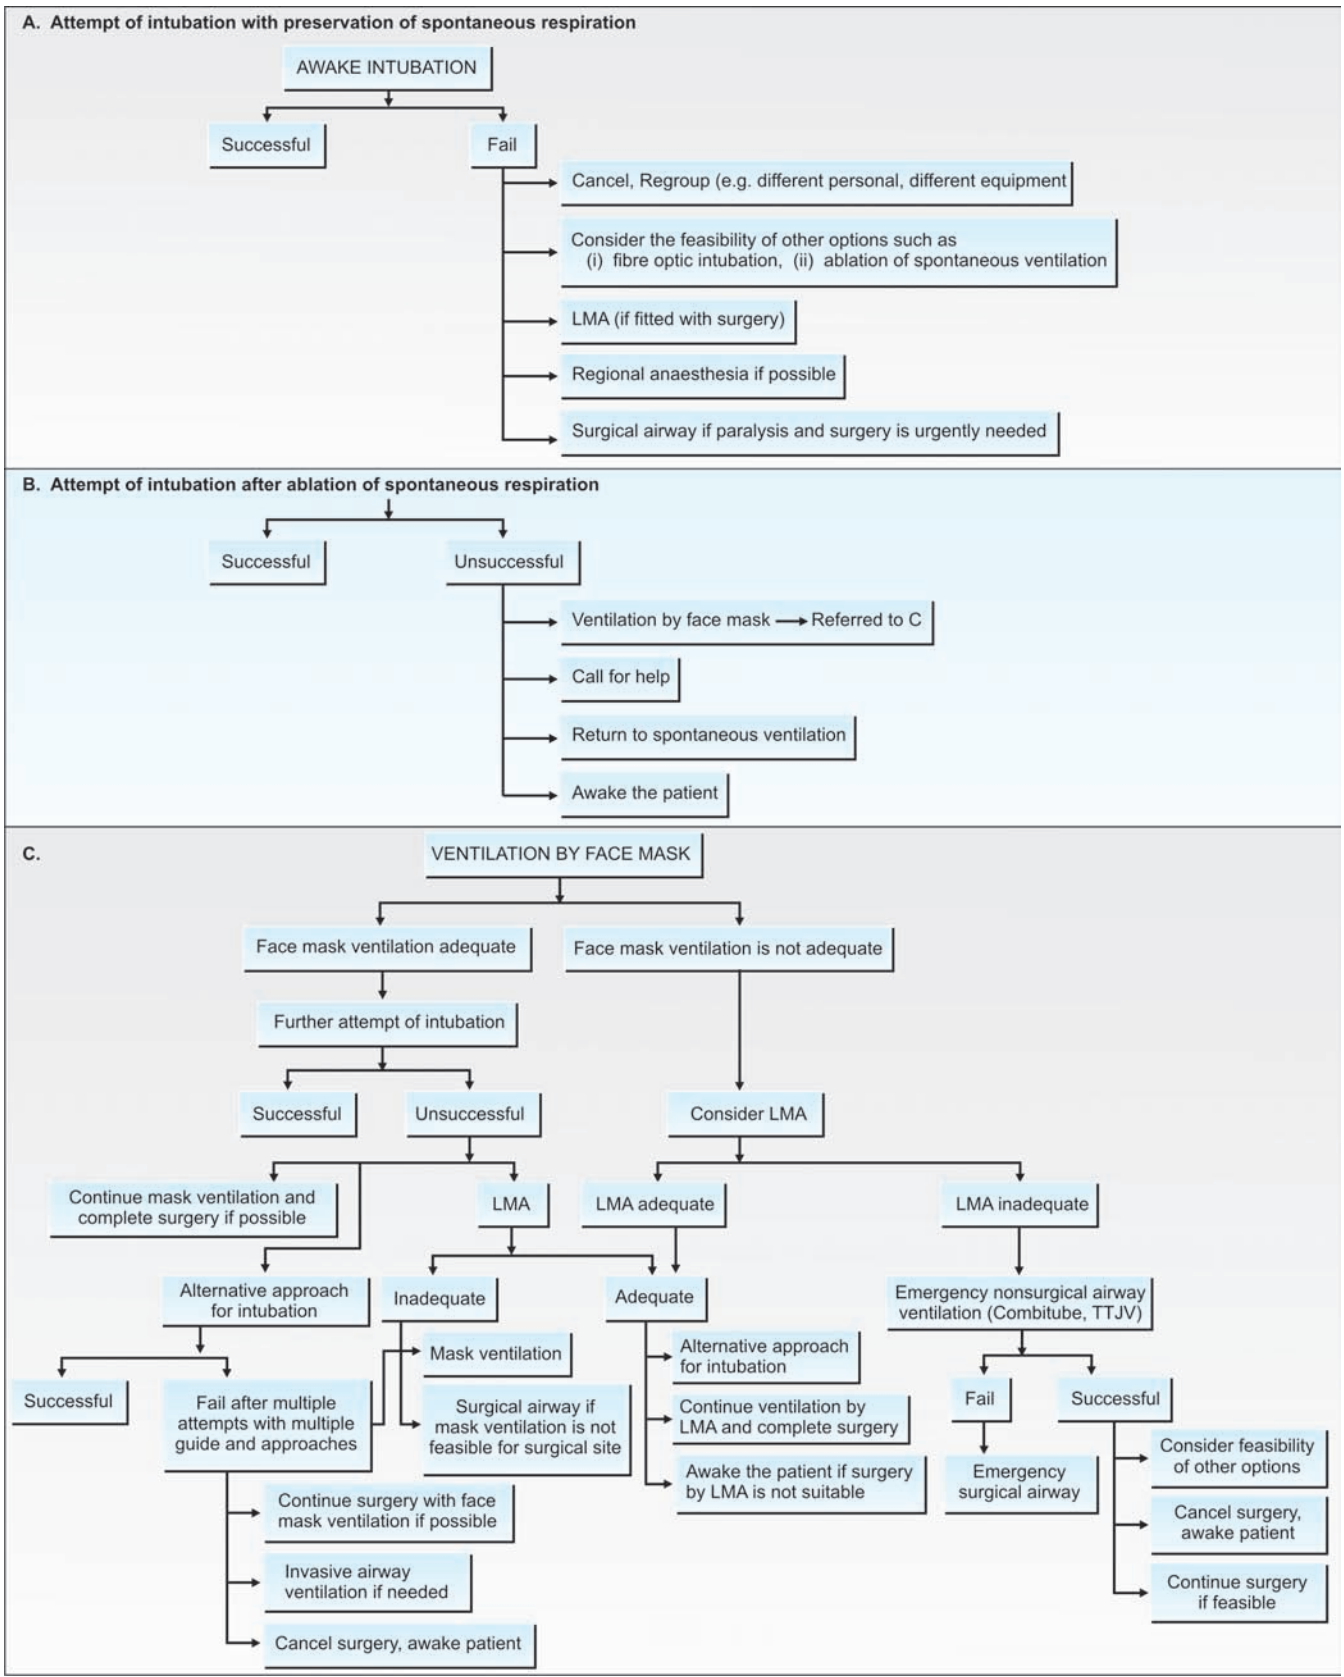 A. Attempt of intubation with preservation of spontaneous respiration
AWAKE INTUBATION
Successful
Fail
Cancel, Regroup (e.g. different personal, different equipment
Consider the feasibility of other options such as
(i) fibre optic intubation, (ii) ablation of spontaneous ventilation
LMA (if fitted with surgery)
Regional anaesthesia if possible
Surgical airway if paralysis and surgery is urgently needed
B. Attempt of intubation after ablation of spontaneous respiration
Successful
Unsuccessful
Ventilation by face mask → Referred to C
Call for help
Return to spontaneous ventilation
Awake the patient
C.
VENTILATION BY FACE MASK
Face mask ventilation adequate
Face mask ventilation is not adequate
Further attempt of intubation
Successful
Unsuccessful
Consider LMA
Continue mask ventilation and
complete surgery if possible
LMA
LMA adequate
LMA inadequate
Alternative approach
for intubation
Inadequate
Adequate
Emergency nonsurgical airway
ventilation (Combitube, TTJV)
Successful
Fail after multiple
attempts with multiple
guide and approaches
Mask ventilation
Surgical airway if
mask ventilation is not
feasible for surgical site
Alternative approach
for intubation
Continue ventilation by
LMA and complete surgery
Awake the patient if surgery
by LMA is not suitable
Fail
Successful
Emergency
surgical airway
Consider feasibility
of other options
Cancel surgery,
awake patient
Continue surgery
if feasible
Continue surgery with face
mask ventilation if possible
Invasive airway
ventilation if needed
Cancel surgery, awake patient